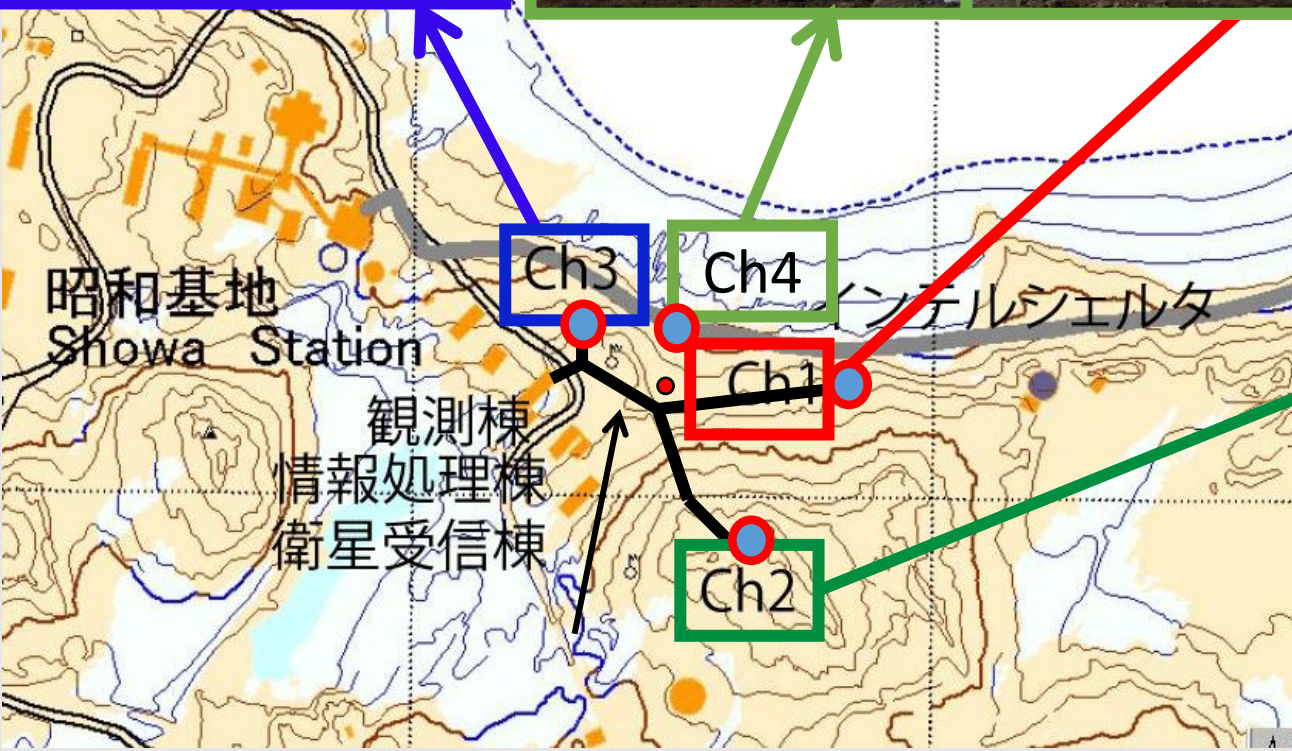 Ch3
Ch4
昭和基地
Showa Station
インテルシェルタ
Ch1
観測棟
情報処理棟
衛星受信棟
Ch2